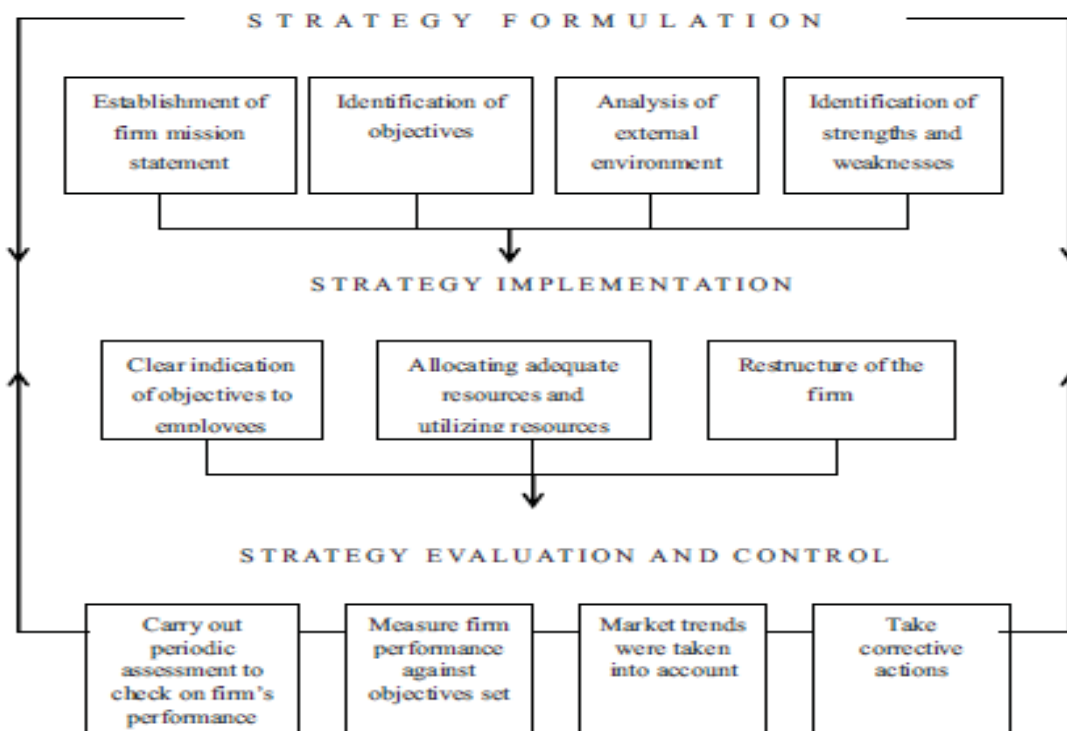 STRATEGY FORMULATION
Establishment of
firm mission
statement
Identification of
objectives
Analysis of
external
environment
Identification of
strengths and
weaknesses
STRATEGY IMPLEMENTATION
Clear indication
of objectives to
employees
Allocating adequate
resources and
utilizing resources
Restructure of the
firm
STRATEGY EVALUATION AND CONTROL
Carry out
periodic
assessment to
check on firm's
performance
Measure firm
performance
against
objectives set
Market trends
were taken
into account
Take
corrective
actions